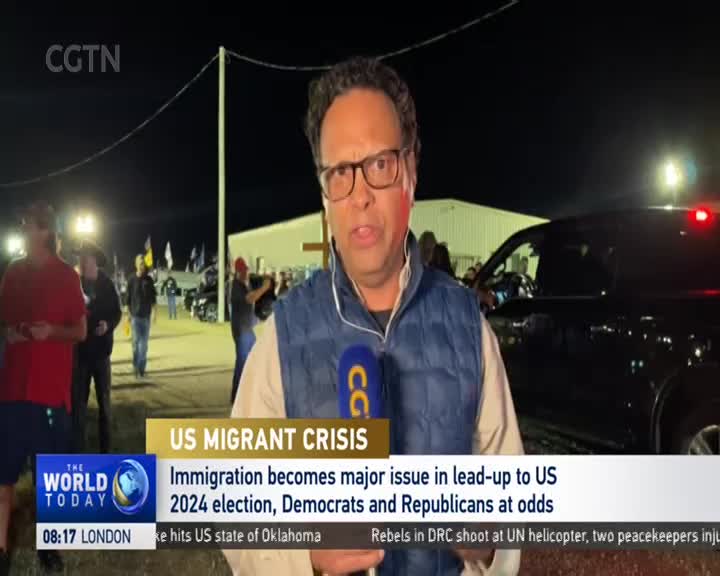 CGTN
CG
US MIGRANT CRISIS
Immigration becomes major issue in lead-up to US
2024 election, Democrats and Republicans at odds
THE
WORLD
TODAY
08:17 LONDON
hits US state of Oklahoma Rebels in DRC shoot at UN helicopter, two peacekeepers